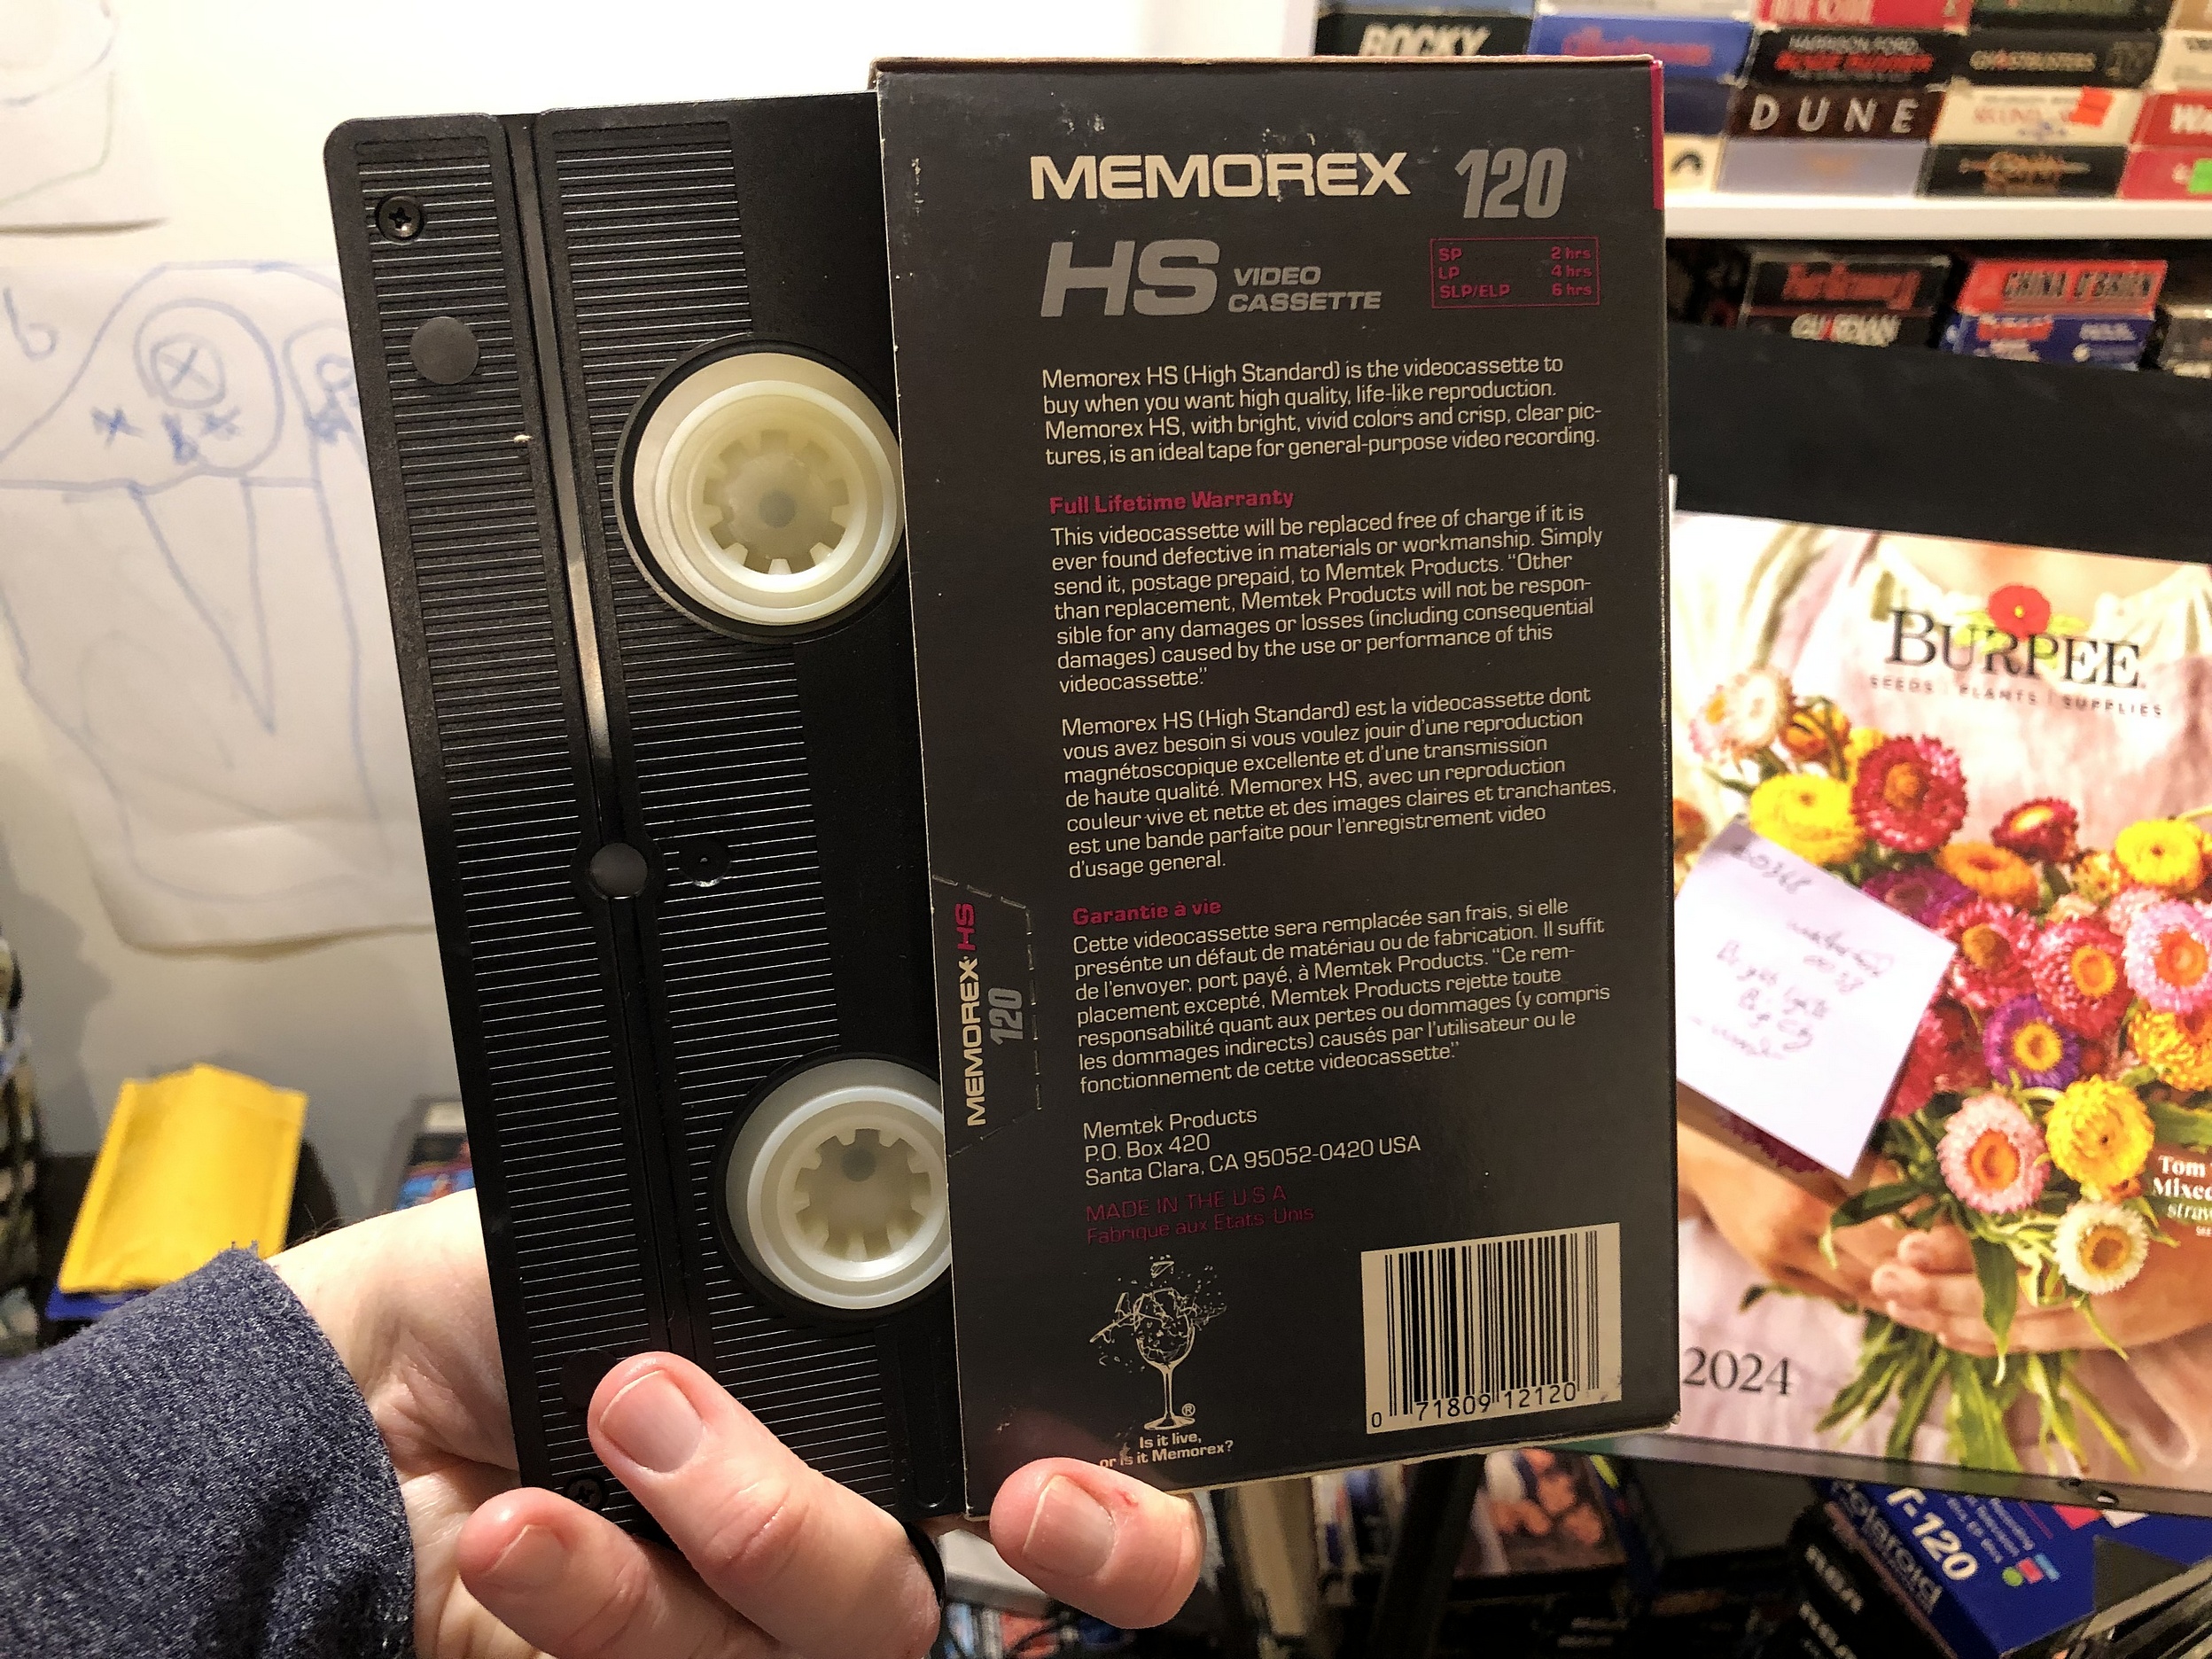 MEMOREX 120
HS VIDEO
CASSETTE
SP 2 hrs
LP 4 hrs
SLP/ELP 6 hrs
Memorex HS (High Standard) is the videocassette to
buy when you want high quality, life-like reproduction.
Memorex HS, with bright, vivid colors and crisp, clear pic-
tures, is an ideal tape for general-purpose video recording.
Full Lifetime Warranty
This videocassette will be replaced free of charge if it is
ever found defective in materials or workmanship. Simply
send it, postage prepaid, to Memtek Products. "Other
than replacement, Memtek Products will not be respon-
sible for any damages or losses (including consequential
damages) caused by the use or performance of this
videocassette."
Memorex HS (High Standard) est la videocassette dont
vous avez besoin si vous voulez jouir d'une reproduction
magnétoscopique excellente et d'une transmission
de haute qualité. Memorex HS, avec un reproduction
couleur vive et nette et des images claires et tranchantes,
est une bande parfaite pour l'enregistrement video
d'usage general.
Garantie à vie
Cette videocassette sera remplacée san frais, si elle
presénte un défaut de matériau ou de fabrication. Il suffit
de l'envoyer, port payé, à Memtek Products. "Ce rem-
placement excepté, Memtek Products rejette toute
responsabilité quant aux pertes ou dommages (y compris
les dommages indirects) causés par l'utilisateur ou le
fonctionnement de cette videocassette."
Memtek Products
P.O. Box 420
Santa Clara, CA 95052-0420 USA
MADE IN THE U S A
Fabrique aux Etats-Unis
®
Is it live,
or is it Memorex?
0 71809 12120
MEMOREX HS
120
ROCKY
HARRISON FORD
BLADE RUNNER
GHOSTBUSTERS
DUNE
CHINA O'BRIEN
GUARDIAN
BURPEE
SEEDS | PLANTS | SUPPLIES
Tom
Mixed
2024
Polaroid
T-120